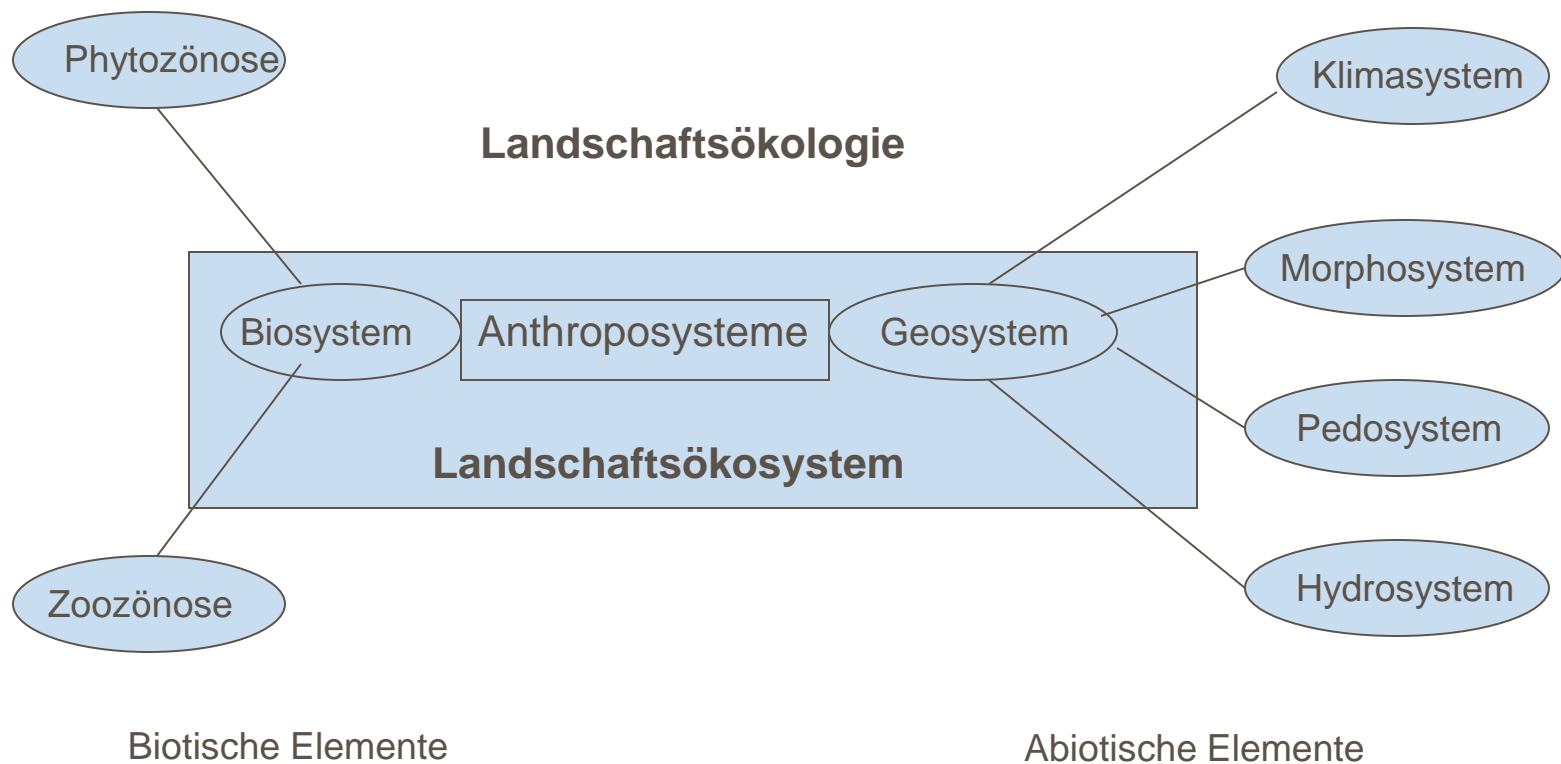 Phytozönose
Klimasystem
Landschaftsökologie
Morphosystem
Biosystem
Anthroposysteme
Geosystem
Pedosystem
Landschaftsökosystem
Zoozönose
Hydrosystem
Biotische Elemente
Abiotische Elemente